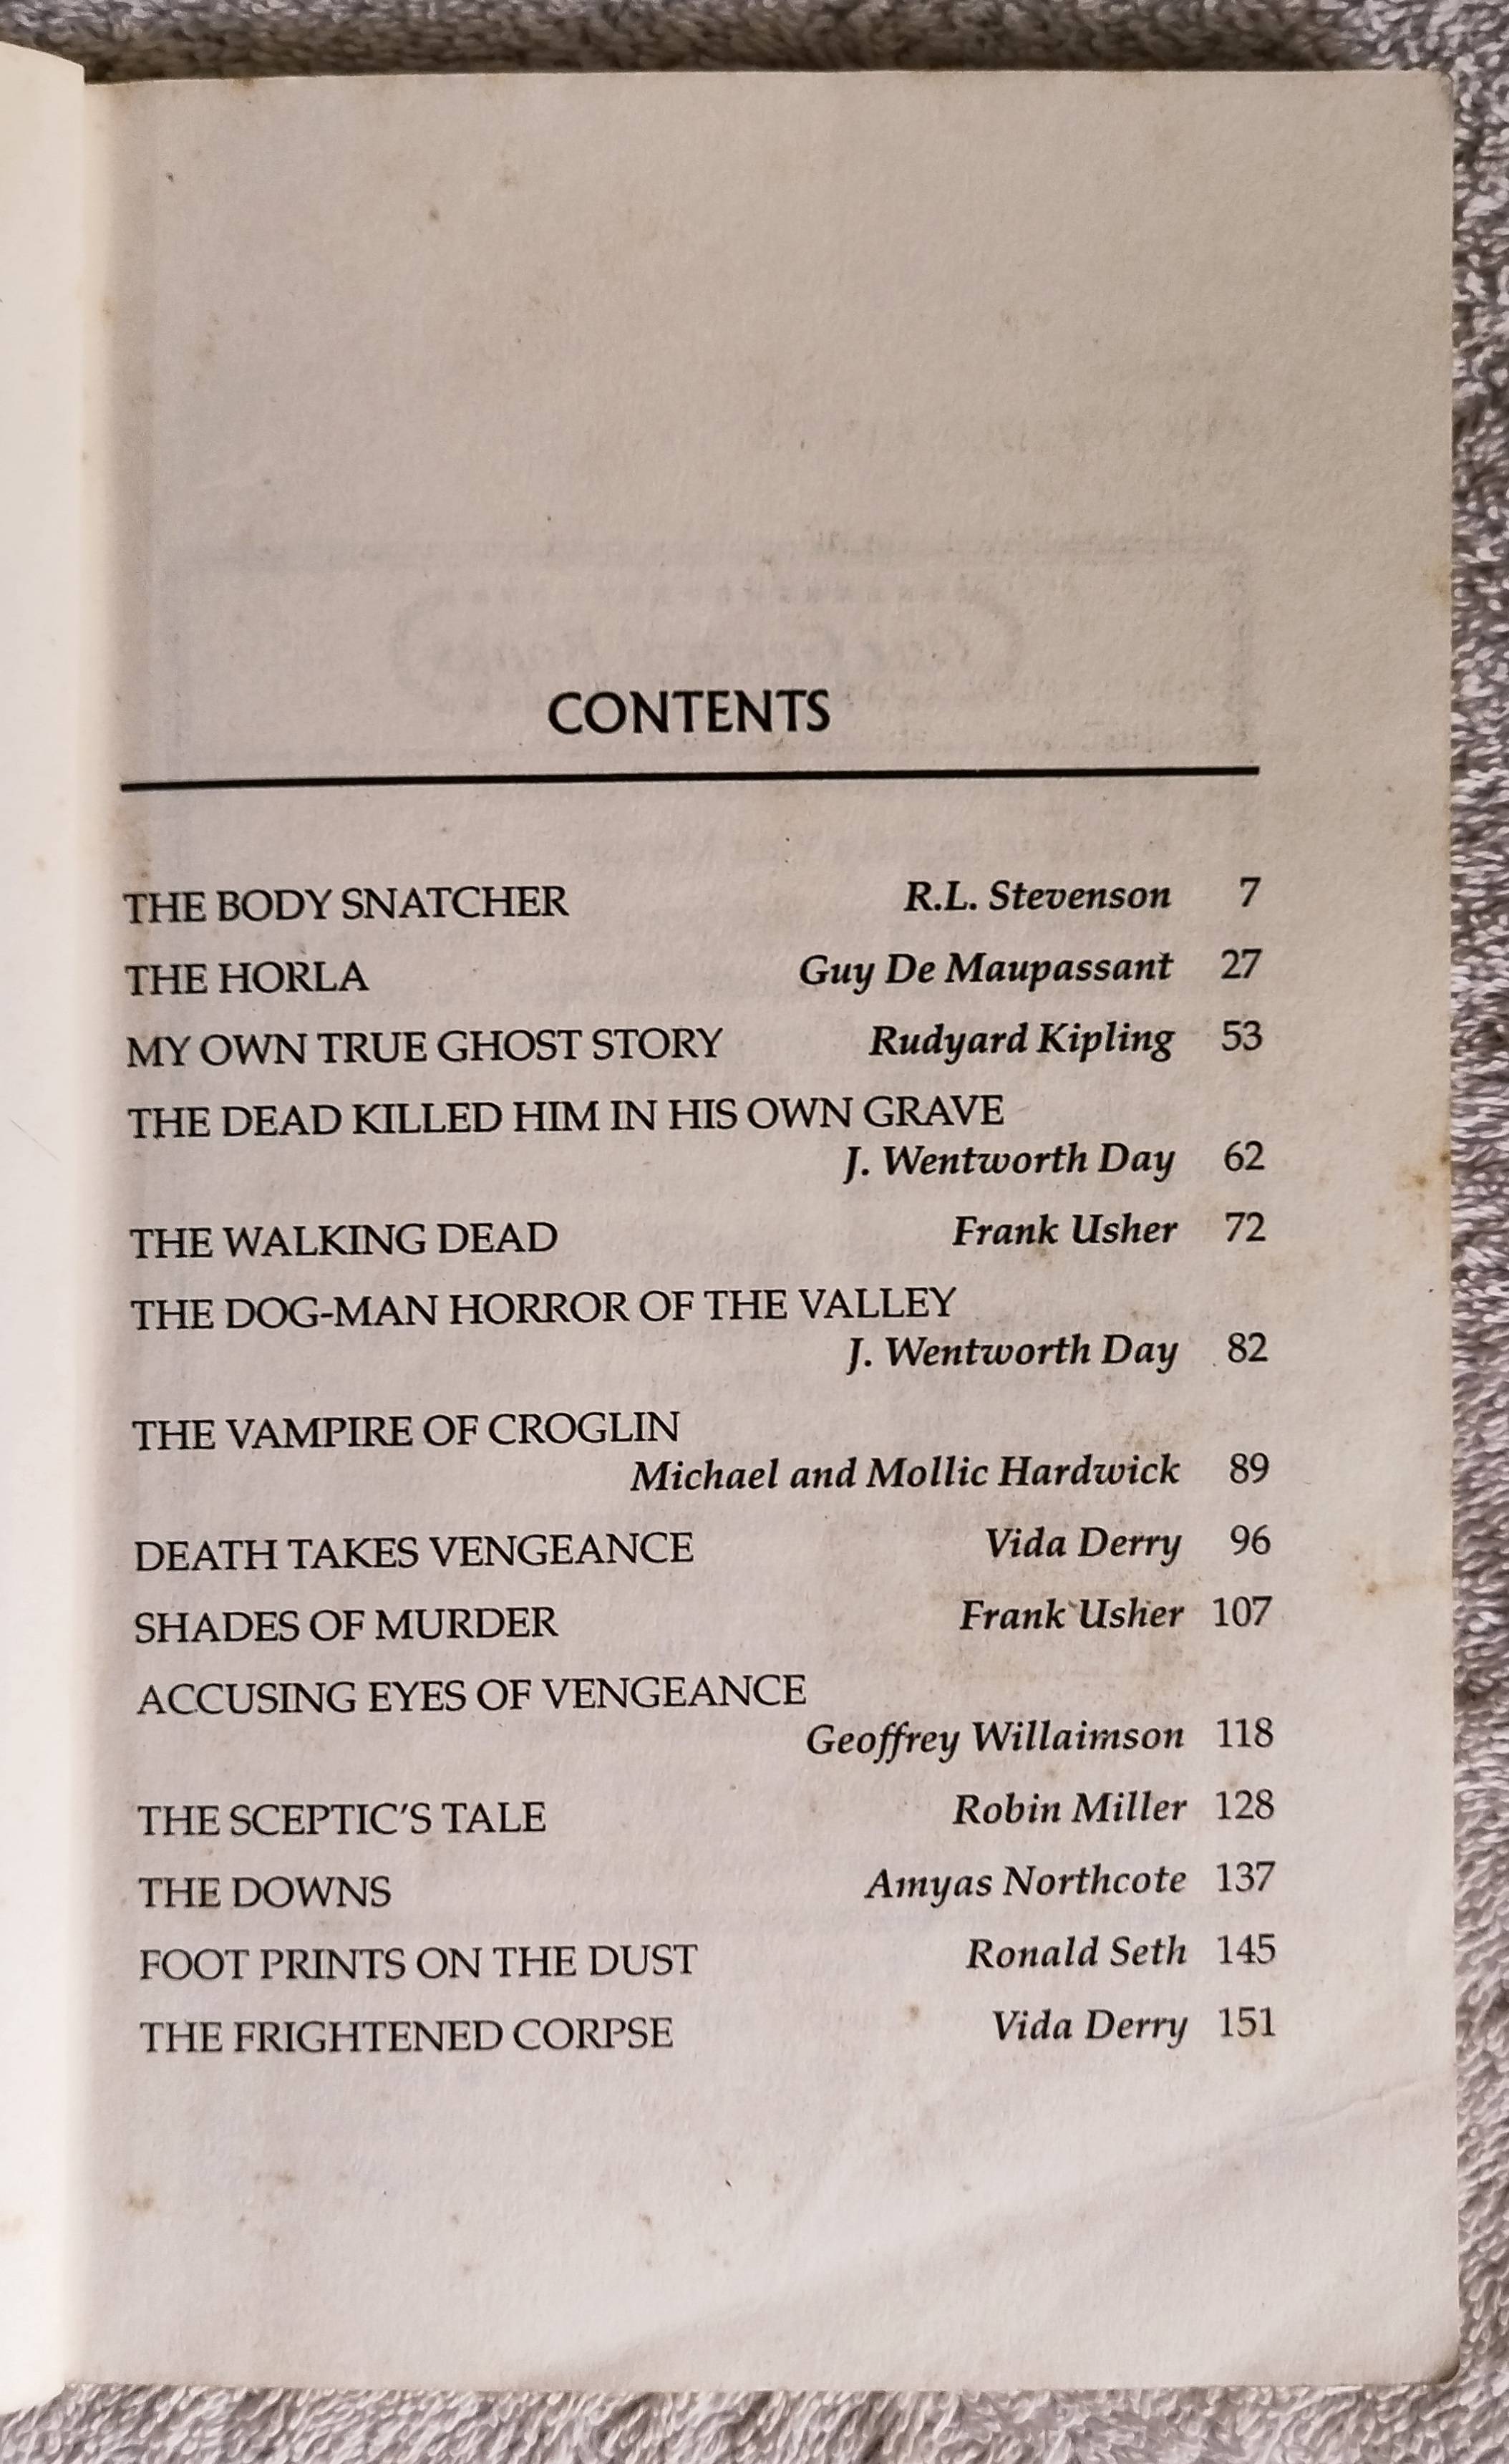 CONTENTS
THE BODY SNATCHER R.L. Stevenson 7
THE HORLA Guy De Maupassant 27
MY OWN TRUE GHOST STORY Rudyard Kipling 53
THE DEAD KILLED HIM IN HIS OWN GRAVE
J. Wentworth Day 62
THE WALKING DEAD Frank Usher 72
THE DOG-MAN HORROR OF THE VALLEY
J. Wentworth Day 82
THE VAMPIRE OF CROGLIN
Michael and Mollic Hardwick 89
DEATH TAKES VENGEANCE Vida Derry 96
SHADES OF MURDER Frank Usher 107
ACCUSING EYES OF VENGEANCE
Geoffrey Willaimson 118
THE SCEPTIC'S TALE Robin Miller 128
THE DOWNS Amyas Northcote 137
FOOT PRINTS ON THE DUST Ronald Seth 145
THE FRIGHTENED CORPSE Vida Derry 151